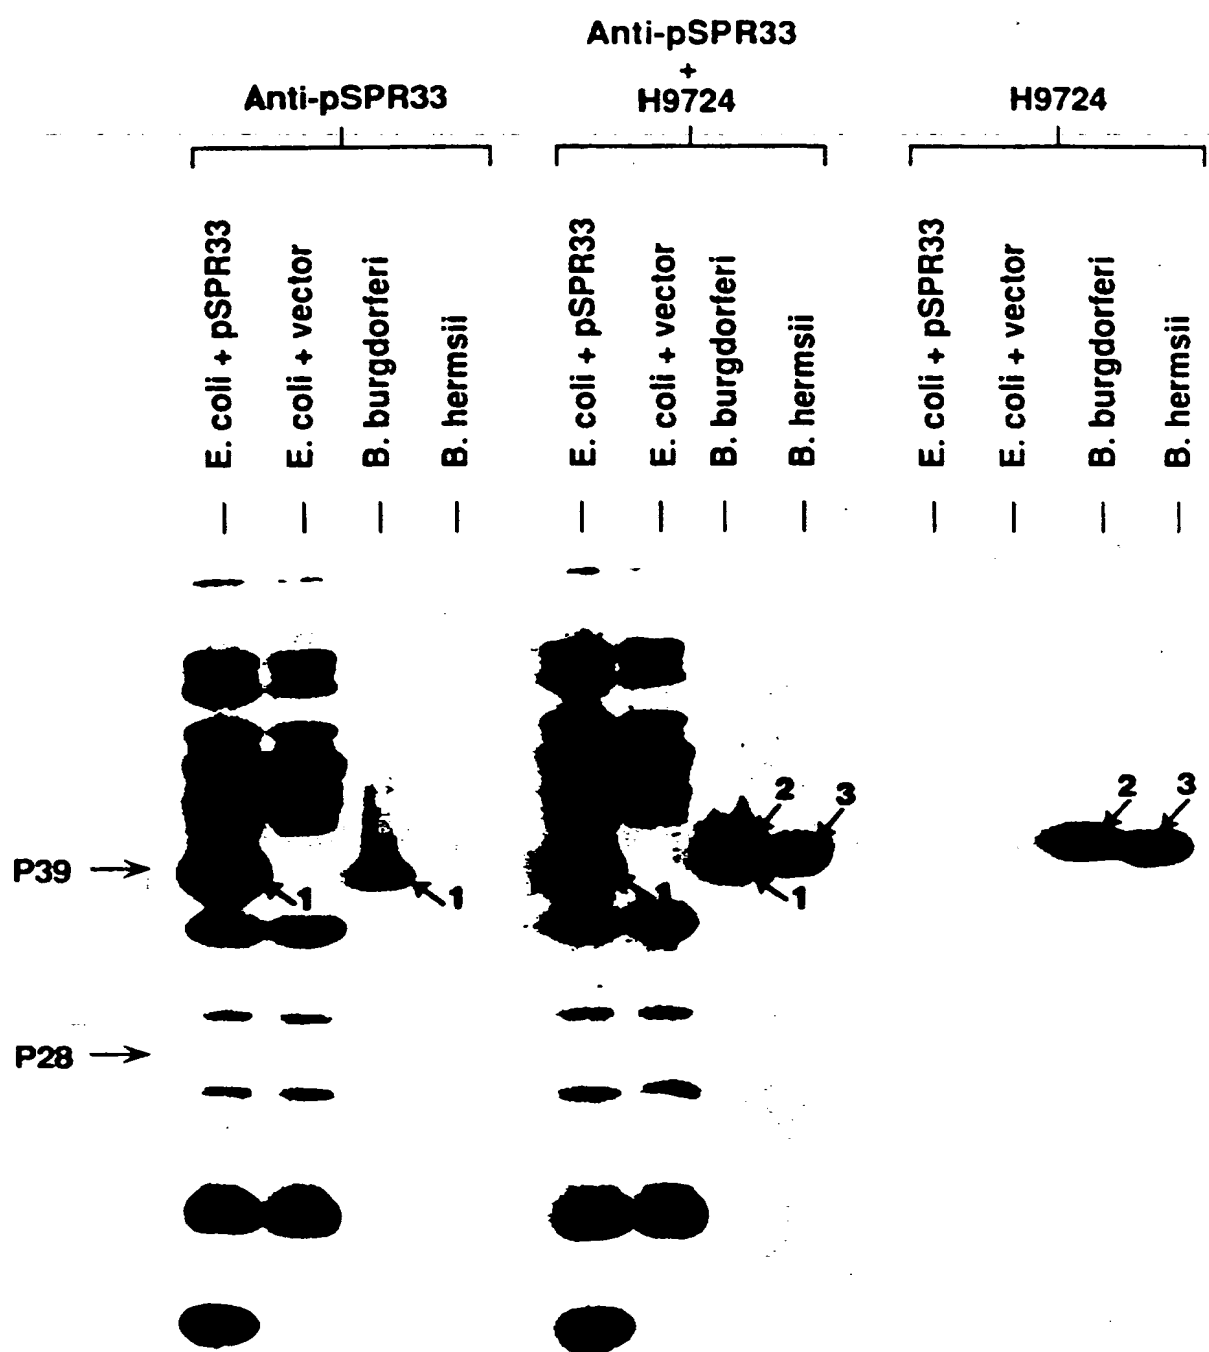 Anti-pSPR33
+
H9724
Anti-pSPR33
H9724
E. coli + pSPR33
E. coli + vector
B. burgdorferi
B. hermsii
E. coli + pSPR33
E. coli + vector
B. burgdorferi
B. hermsii
E. coli + pSPR33
E. coli + vector
B. burgdorferi
B. hermsii
2
3
2
3
P39
1
1
1
1
P28